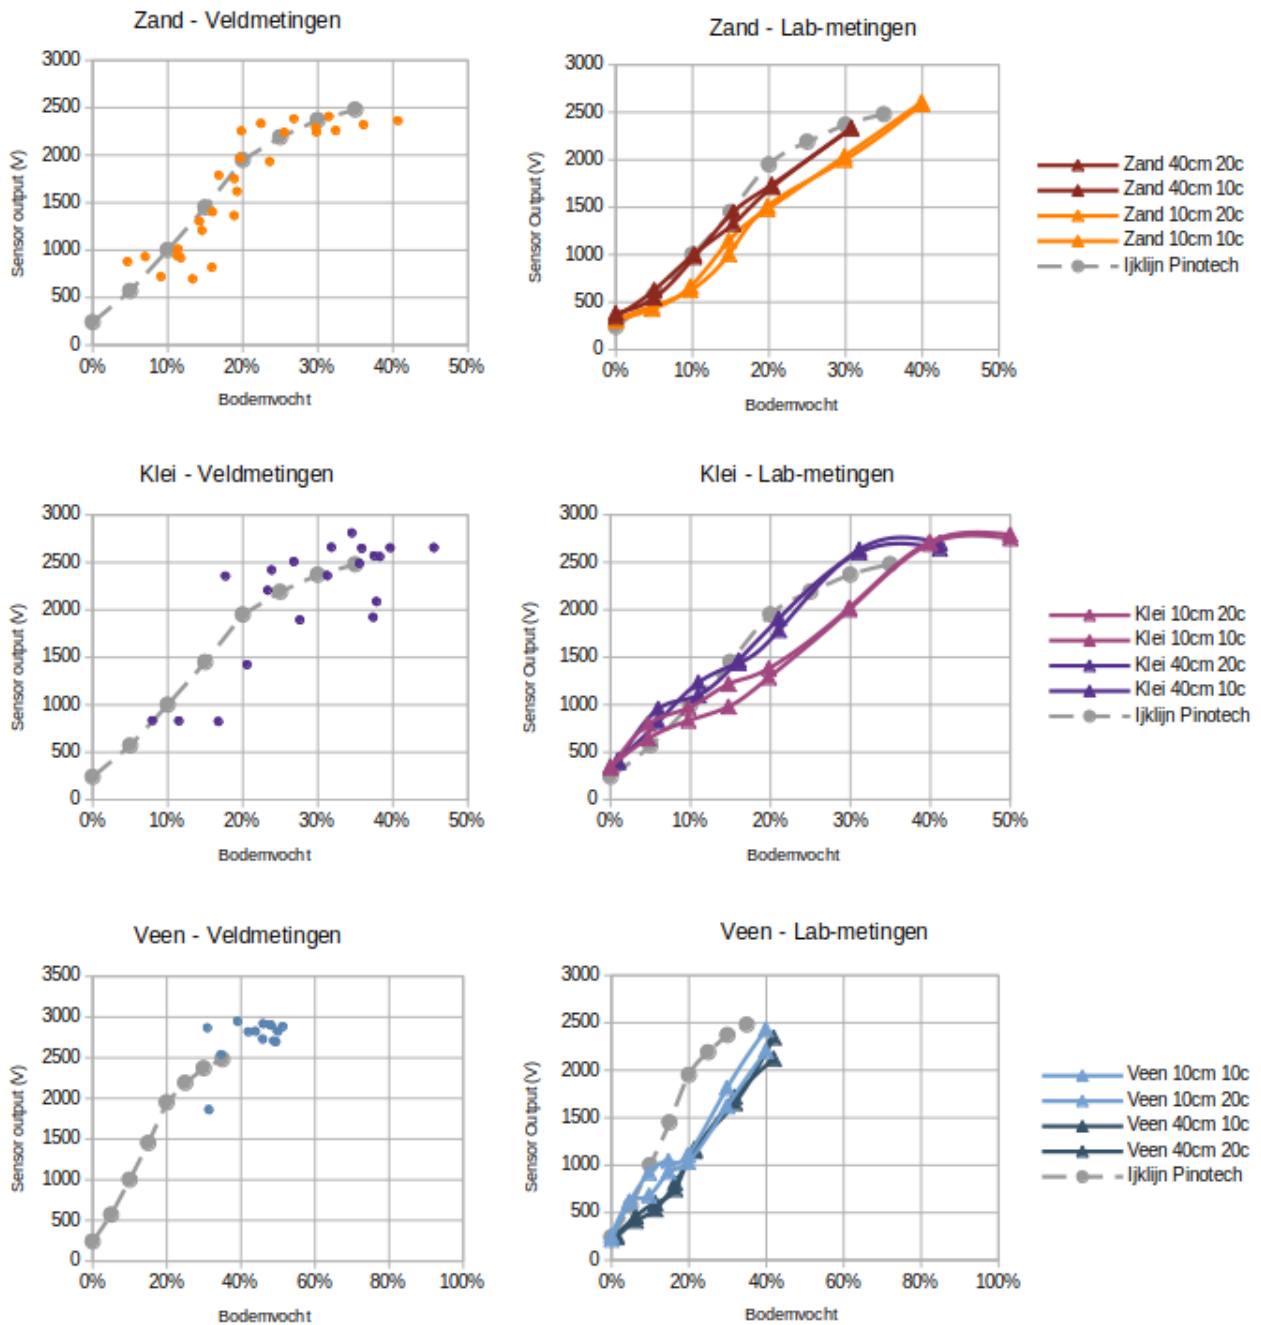 Zand - Veldmetingen
3000
2500
2000
1500
1000
500
0
Sensor output (V)
0% 10% 20% 30% 40% 50%
Bodemvocht
Zand - Lab-metingen
3000
2500
2000
1500
1000
500
0
Sensor Output (V)
0% 10% 20% 30% 40% 50%
Bodemvocht
Zand 40cm 20c
Zand 40cm 10c
Zand 10cm 20c
Zand 10cm 10c
Ijklijn Pinotech
Klei - Veldmetingen
3000
2500
2000
1500
1000
500
0
Sensor output (V)
0% 10% 20% 30% 40% 50%
Bodemvocht
Klei - Lab-metingen
3000
2500
2000
1500
1000
500
0
Sensor Output (V)
0% 10% 20% 30% 40% 50%
Bodemvocht
Klei 10cm 20c
Klei 10cm 10c
Klei 40cm 20c
Klei 40cm 10c
Ijklijn Pinotech
Veen - Veldmetingen
3500
3000
2500
2000
1500
1000
500
0
Sensor output (V)
0% 20% 40% 60% 80% 100%
Bodemvocht
Veen - Lab-metingen
3000
2500
2000
1500
1000
500
0
Sensor Output (V)
0% 20% 40% 60% 80% 100%
Bodemvocht
Veen 10cm 10c
Veen 10cm 20c
Veen 40cm 10c
Veen 40cm 20c
Ijklijn Pinotech